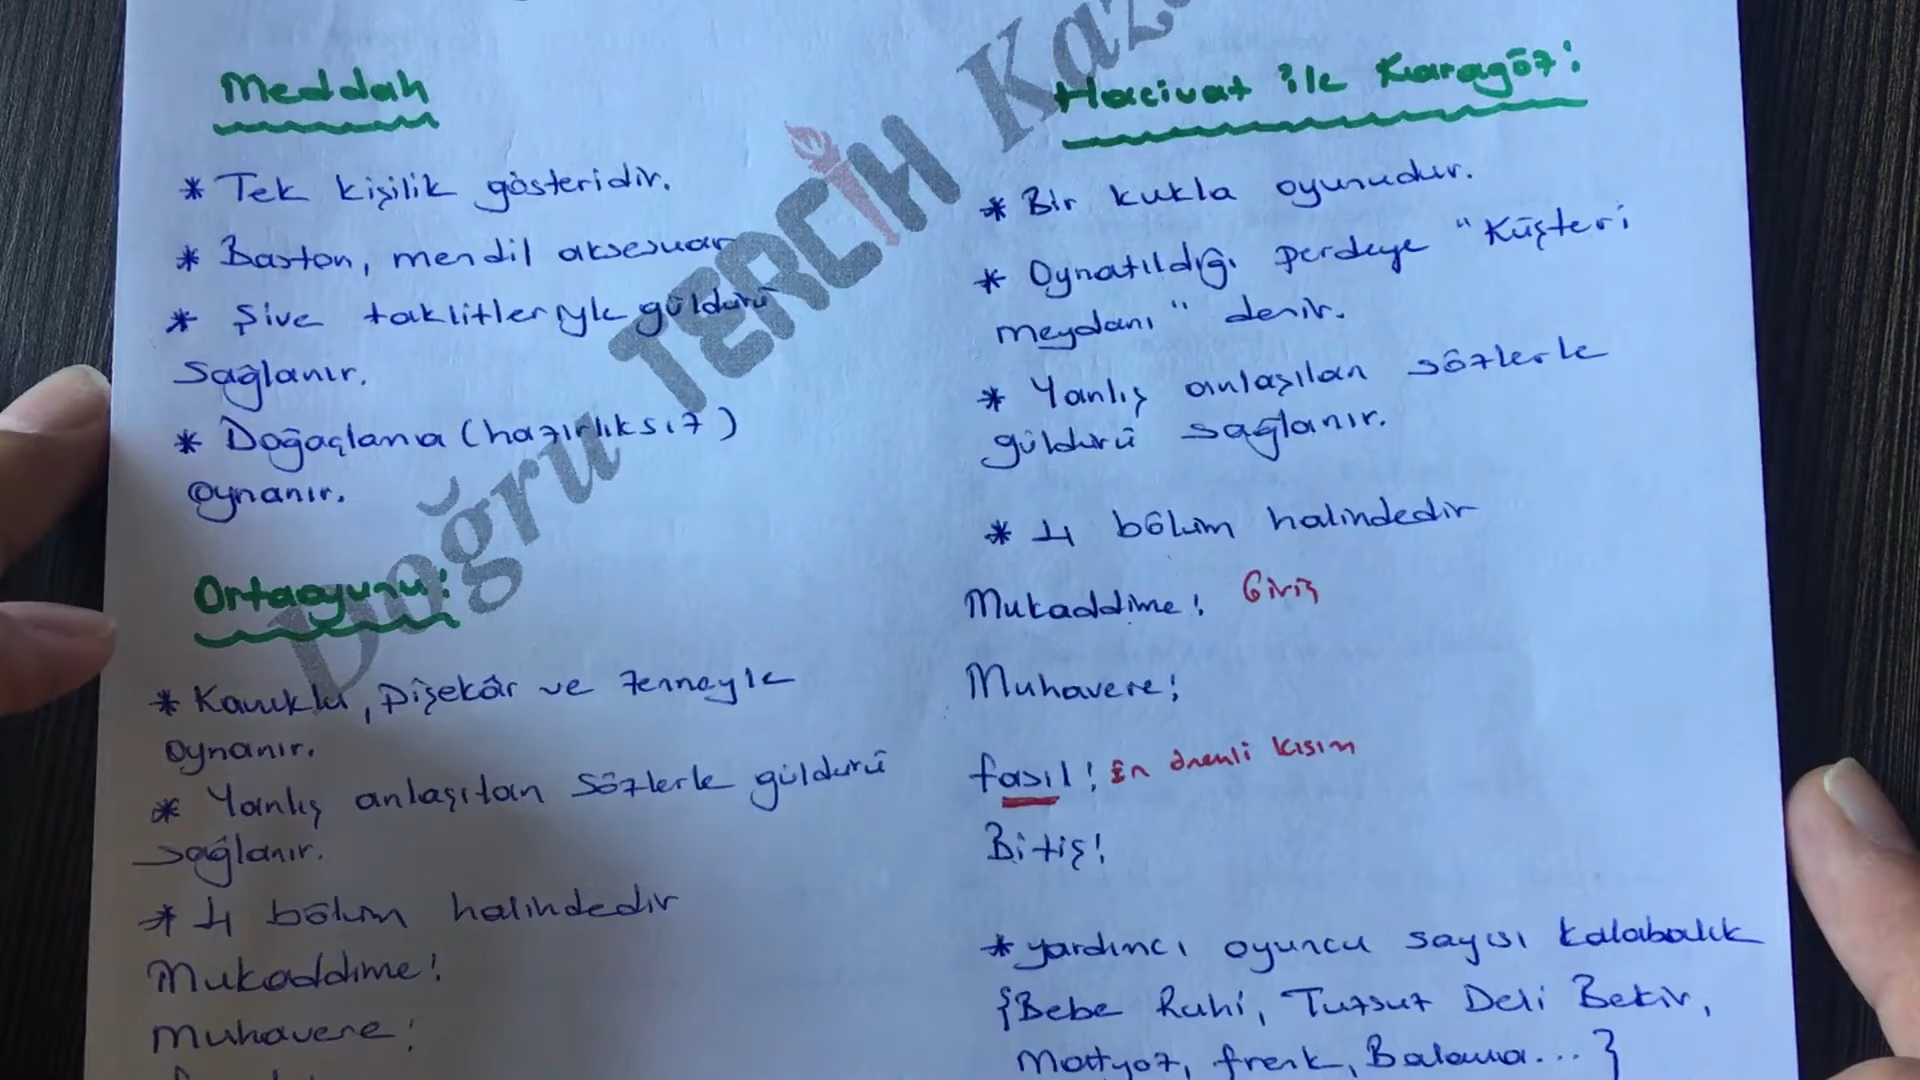 Meddah
* Tek kişilik gösteridir.
* Baston, mendil aksesuar
* Şive taklitleriyle güldürü
Sağlanır.
* Doğaçlama (hazırlıksız)
oynanır.
Ortaoyunu:
* Kavuklu, Pişekâr ve Zenneyle
oynanır.
* Yanlış anlaşılan sözlerle güldürü
sağlanır.
* 4 bölüm halindedir
Mukaddime:
Muhavere:
Hacivat ile Karagöz:
* Bir kukla oyunudur.
* Oynatıldığı perdeye "Küşteri
meydanı" denir.
* Yanlış anlaşılan sözlerle
güldürü sağlanır.
* 4 bölüm halindedir
Mukaddime: Giriş
Muhavere:
fasıl: En önemli kısım
Bitiş:
* yardımcı oyuncu sayısı kalabalık
{Bebe Ruhi, Tuzsuz Deli Bekir,
Matiyoz, frenk, Balama...}
Doğru TERCİH Kaz